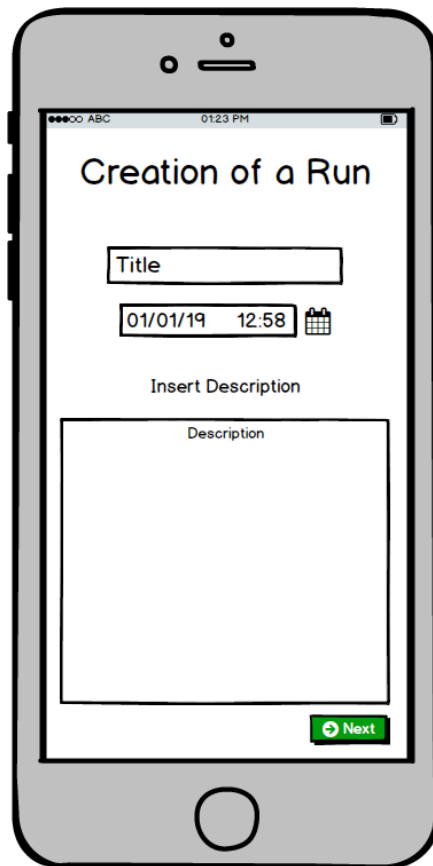 ABC 01:23 PM
Creation of a Run
Title
01/01/19 12:58
Insert Description
Description
Next